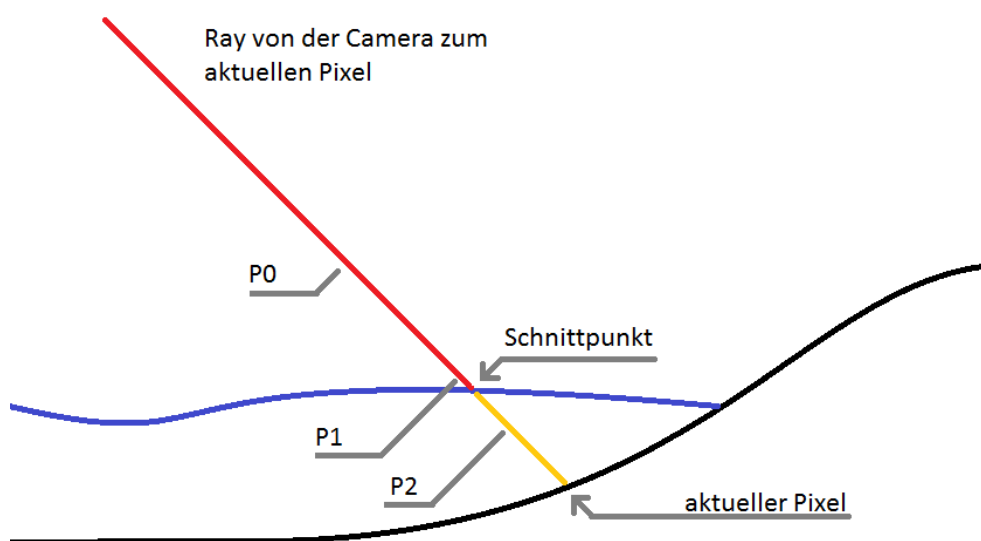 Ray von der Camera zum
aktuellen Pixel
P0
Schnittpunkt
P1
P2
aktueller Pixel